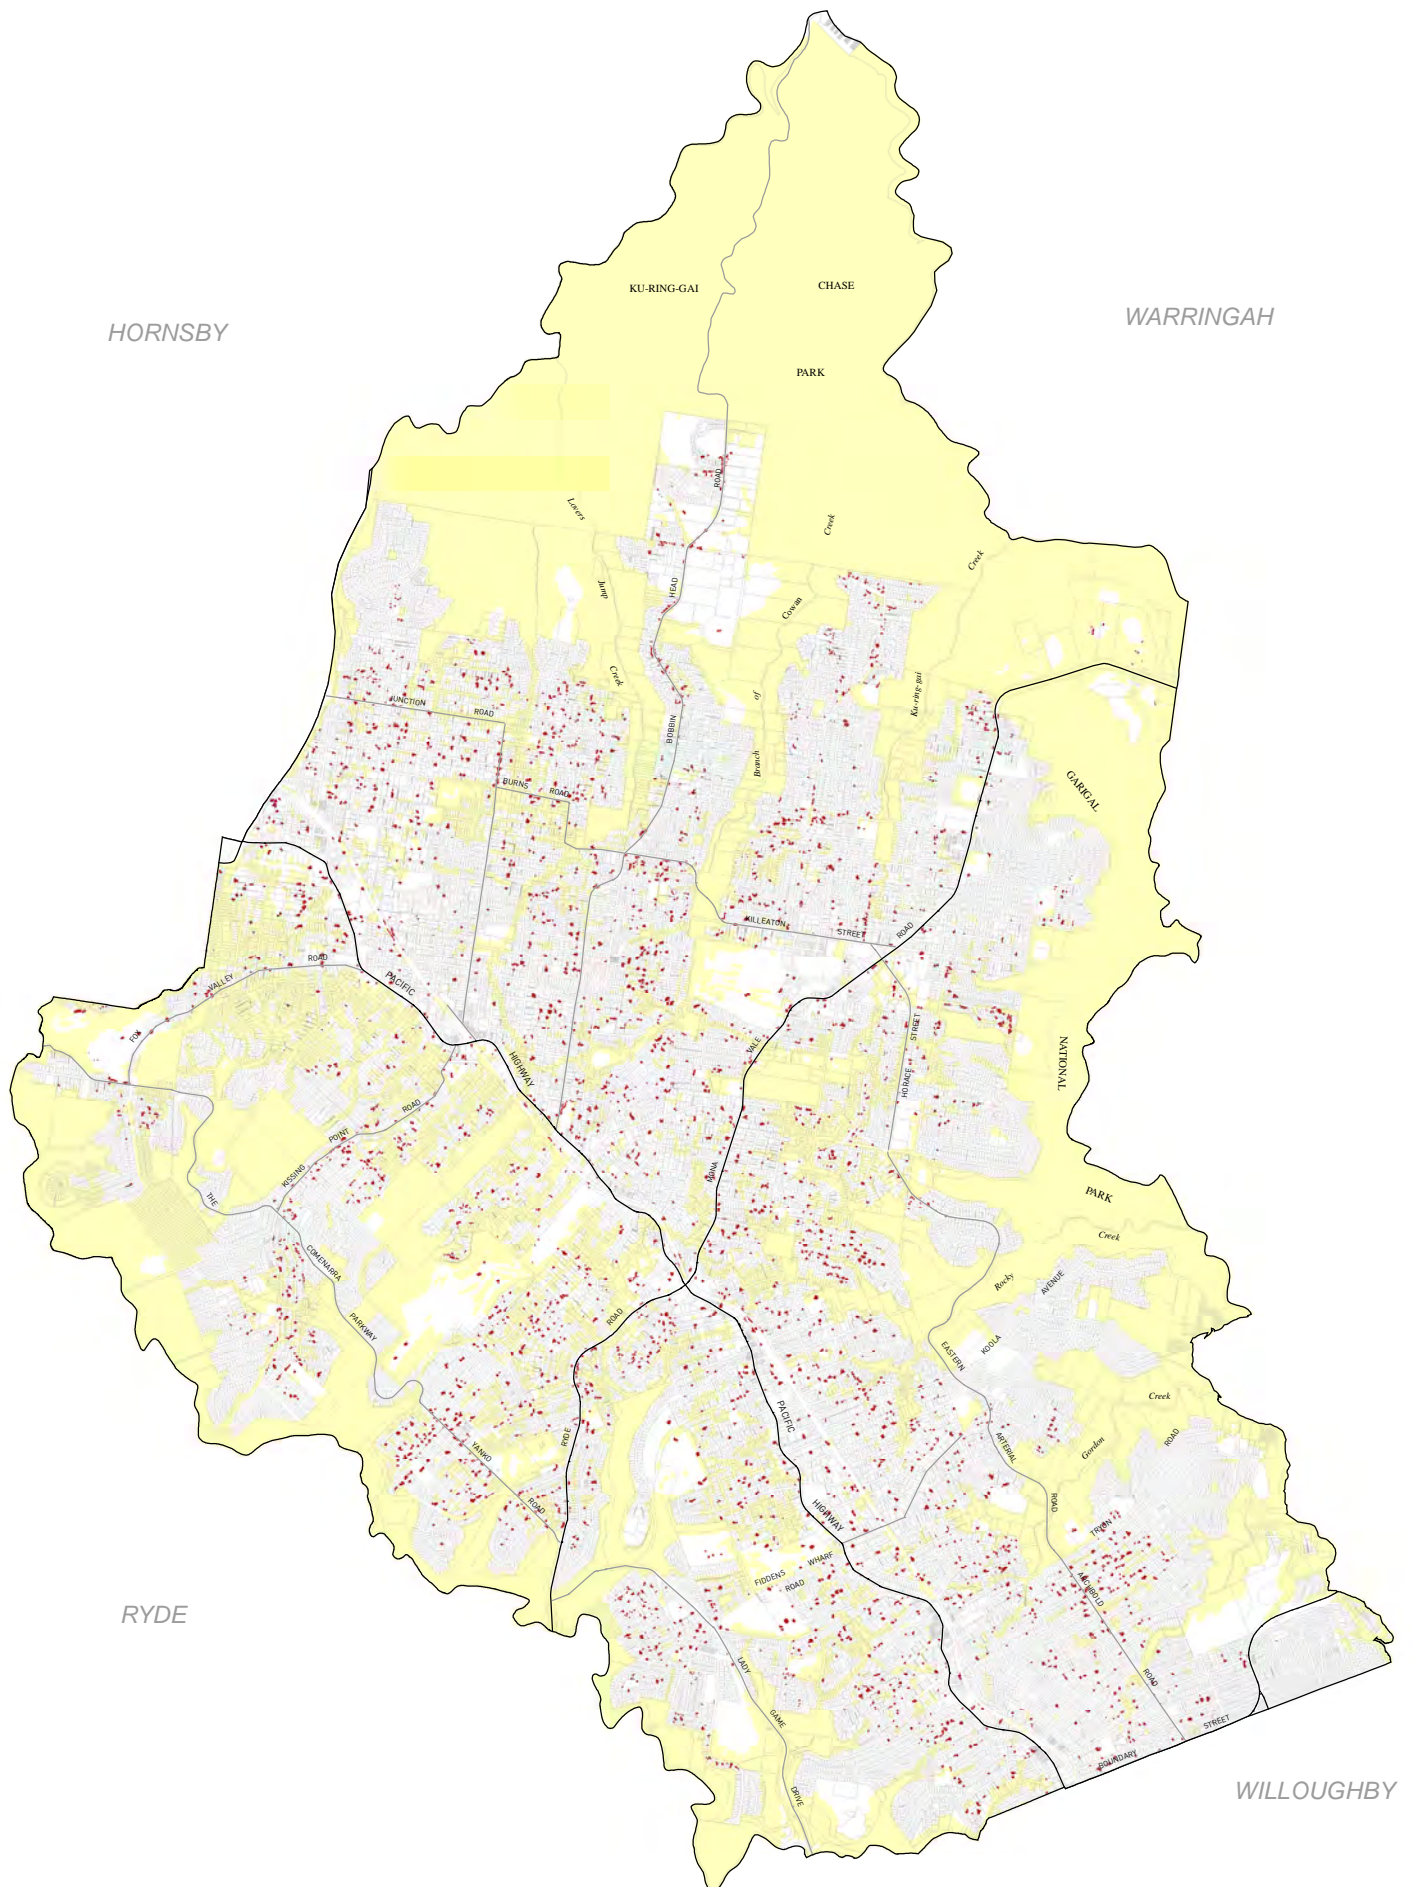 KU-RING-GAI
CHASE
WARRINGAH
HORNSBY
PARK
ROAD
Lovers
Creek
Creek
Jump
HEAD
Cowan
Creek
of
Ku-ring-gai
JUNCTION
ROAD
BOBBIN
Branch
BURNS
ROAD
GARIGAL
KILLEATON
STREET
ROAD
ROAD
VALLEY
PACIFIC
FOX
STREET
VALE
NATIONAL
HIGHWAY
HORACE
ROAD
POINT
KISSING
MONA
PARK
THE
Creek
COMENARRA
Rocky
AVENUE
PARKWAY
ROAD
EASTERN
KOOLA
Creek
PACIFIC
RYDE
YANKO
ARTERIAL
Gordon
ROAD
ROAD
ROAD
HIGHWAY
TRYON
WHARF
FIDDENS
ROAD
ARCHBOLD
RYDE
LADY
ROAD
GAME
STREET
BOUNDARY
DRIVE
WILLOUGHBY